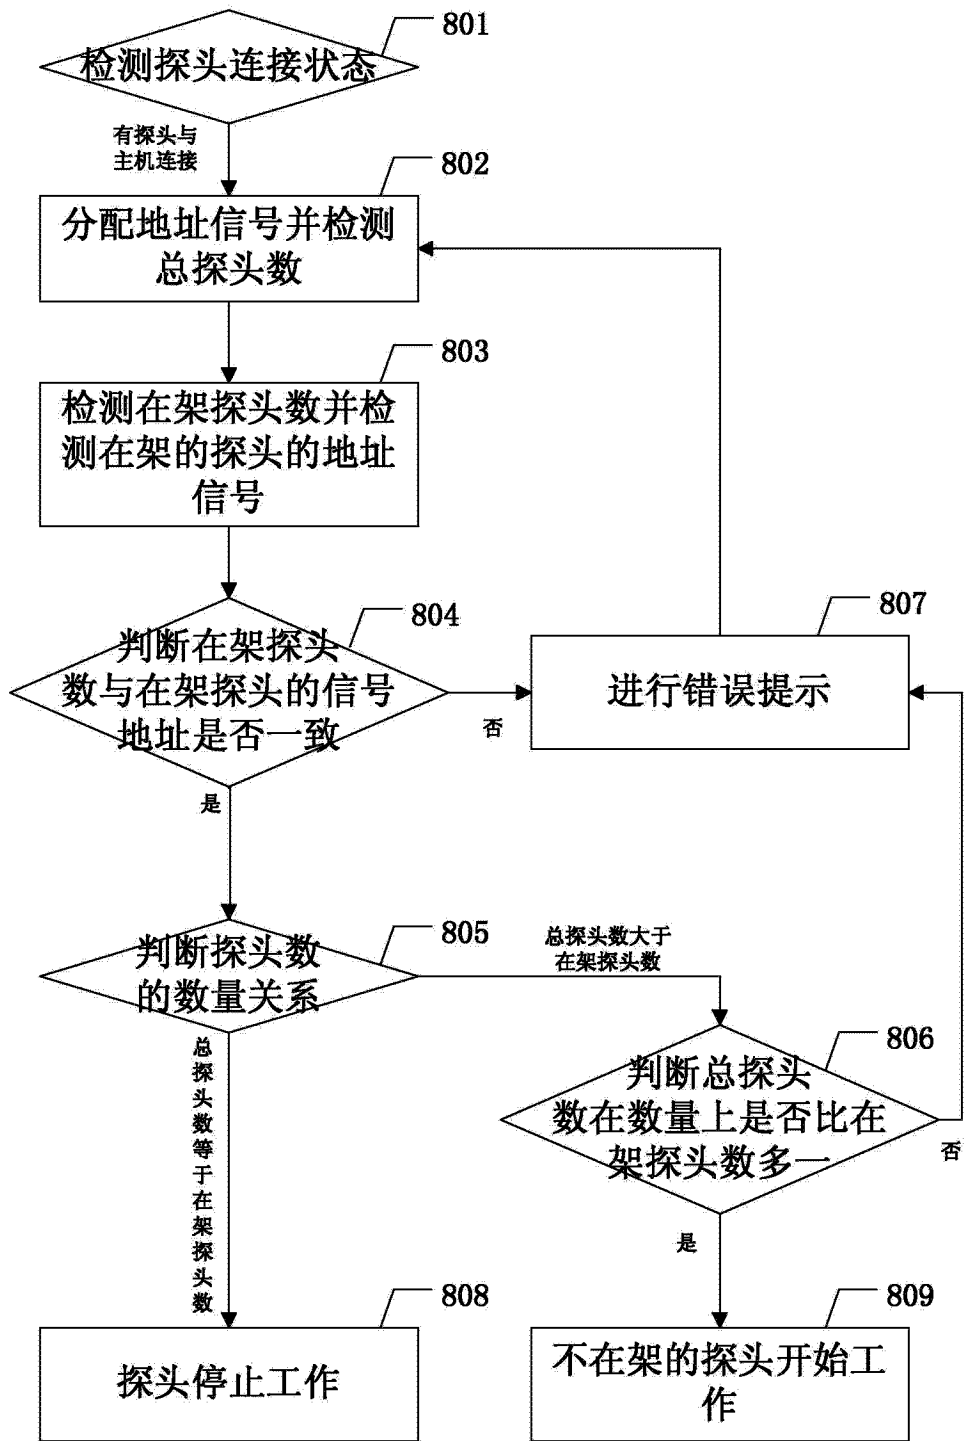 801
检测探头连接状态
有探头与
主机连接
802
分配地址信号并检测
总探头数
803
检测在架探头数并检
测在架的探头的地址
信号
804
判断在架探头
数与在架探头的信号
地址是否一致
否
是
807
进行错误提示
805
判断探头数
的数量关系
总探头数大于
在架探头数
总探头数等于在架探头数
806
判断总探头
数在数量上是否比在
架探头数多一
否
是
808
探头停止工作
809
不在架的探头开始工
作